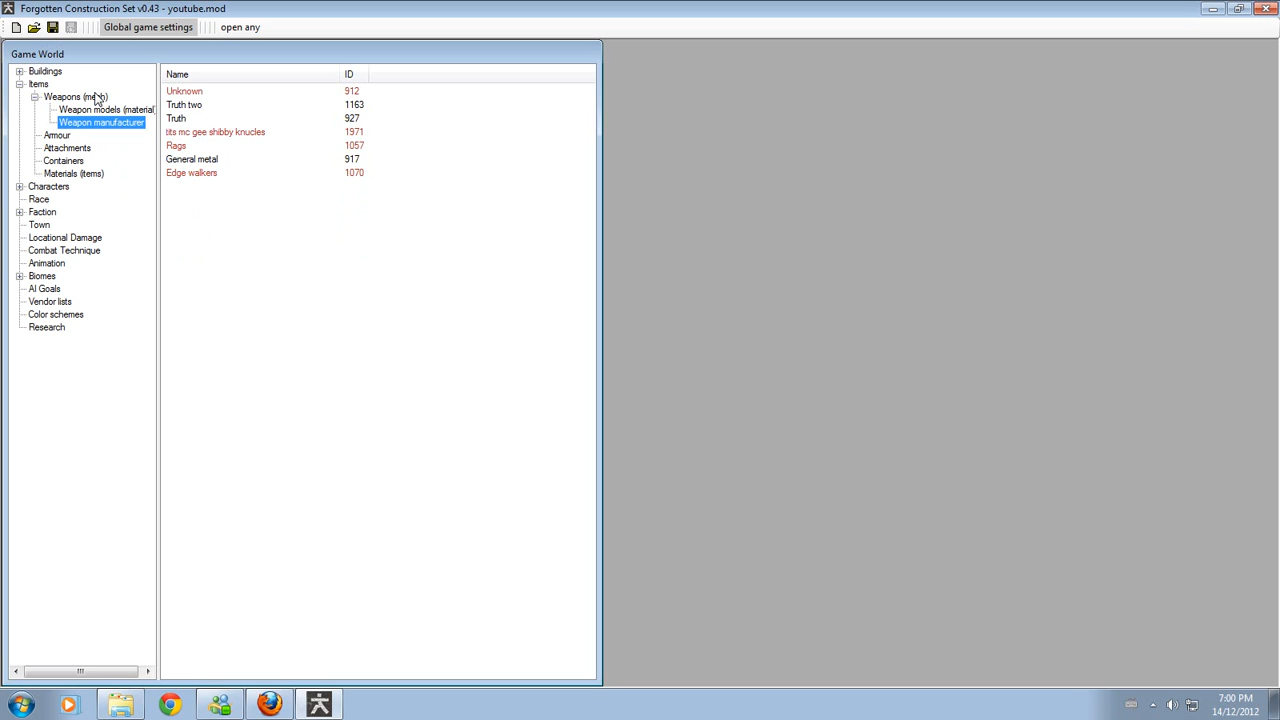 Forgotten Construction Set v0.43 - youtube.mod
Global game settings
open any
Game World
Buildings
Items
Weapons (mesh)
Weapon models (material
Weapon manufacturer
Armour
Attachments
Containers
Materials (items)
Characters
Race
Faction
Town
Locational Damage
Combat Technique
Animation
Biomes
AI Goals
Vendor lists
Color schemes
Research
Name ID
Unknown 912
Truth two 1163
Truth 927
tits mc gee shibby knucles 1971
Rags 1057
General metal 917
Edge walkers 1070
7:00 PM
14/12/2012